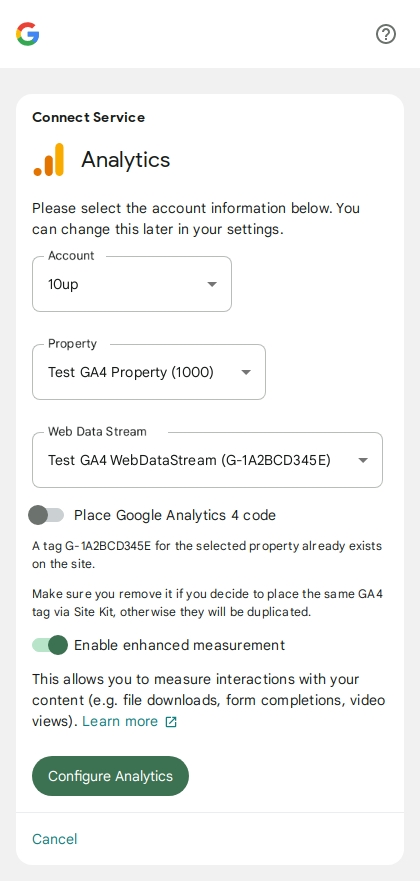 Connect Service
Analytics
Please select the account information below. You
can change this later in your settings.
Account
10up
Property
Test GA4 Property (1000)
Web Data Stream
Test GA4 WebDataStream (G-1A2BCD345E)
Place Google Analytics 4 code
A tag G-1A2BCD345E for the selected property already exists
on the site.
Make sure you remove it if you decide to place the same GA4
tag via Site Kit, otherwise they will be duplicated.
Enable enhanced measurement
This allows you to measure interactions with your
content (e.g. file downloads, form completions, video
views). Learn more
Configure Analytics
Cancel